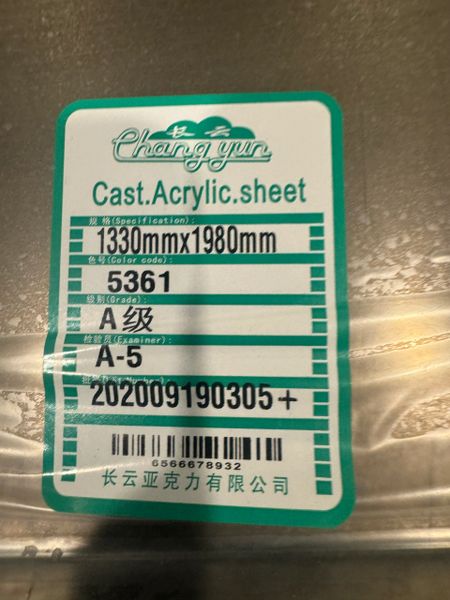 长云
Chang yun
Cast.Acrylic.sheet
规格(Specification):
1330mmx1980mm
色号(Color code):
5361
级别(Grade):
A级
检验员(Examiner):
A-5
202009190305+
6566678932
长云亚克力有限公司